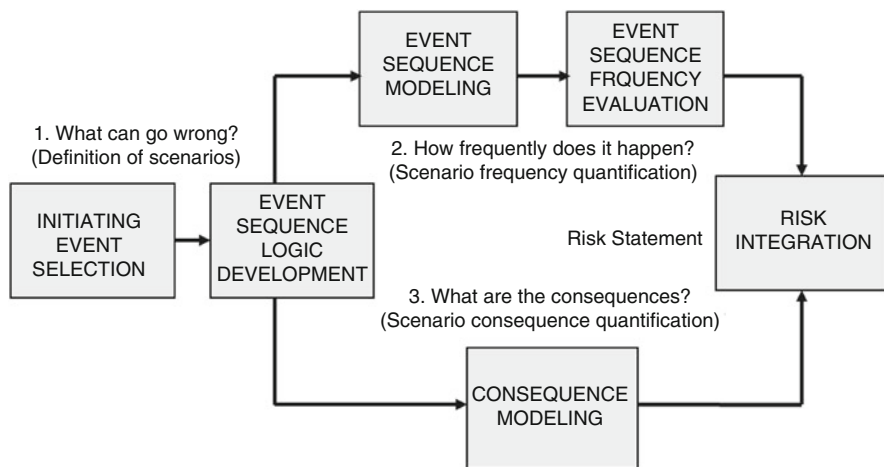 1. What can go wrong?
(Definition of scenarios)
INITIATING
EVENT
SELECTION
EVENT
SEQUENCE
LOGIC
DEVELOPMENT
EVENT
SEQUENCE
MODELING
EVENT
SEQUENCE
FRQUENCY
EVALUATION
2. How frequently does it happen?
(Scenario frequency quantification)
Risk Statement
RISK
INTEGRATION
3. What are the consequences?
(Scenario consequence quantification)
CONSEQUENCE
MODELING